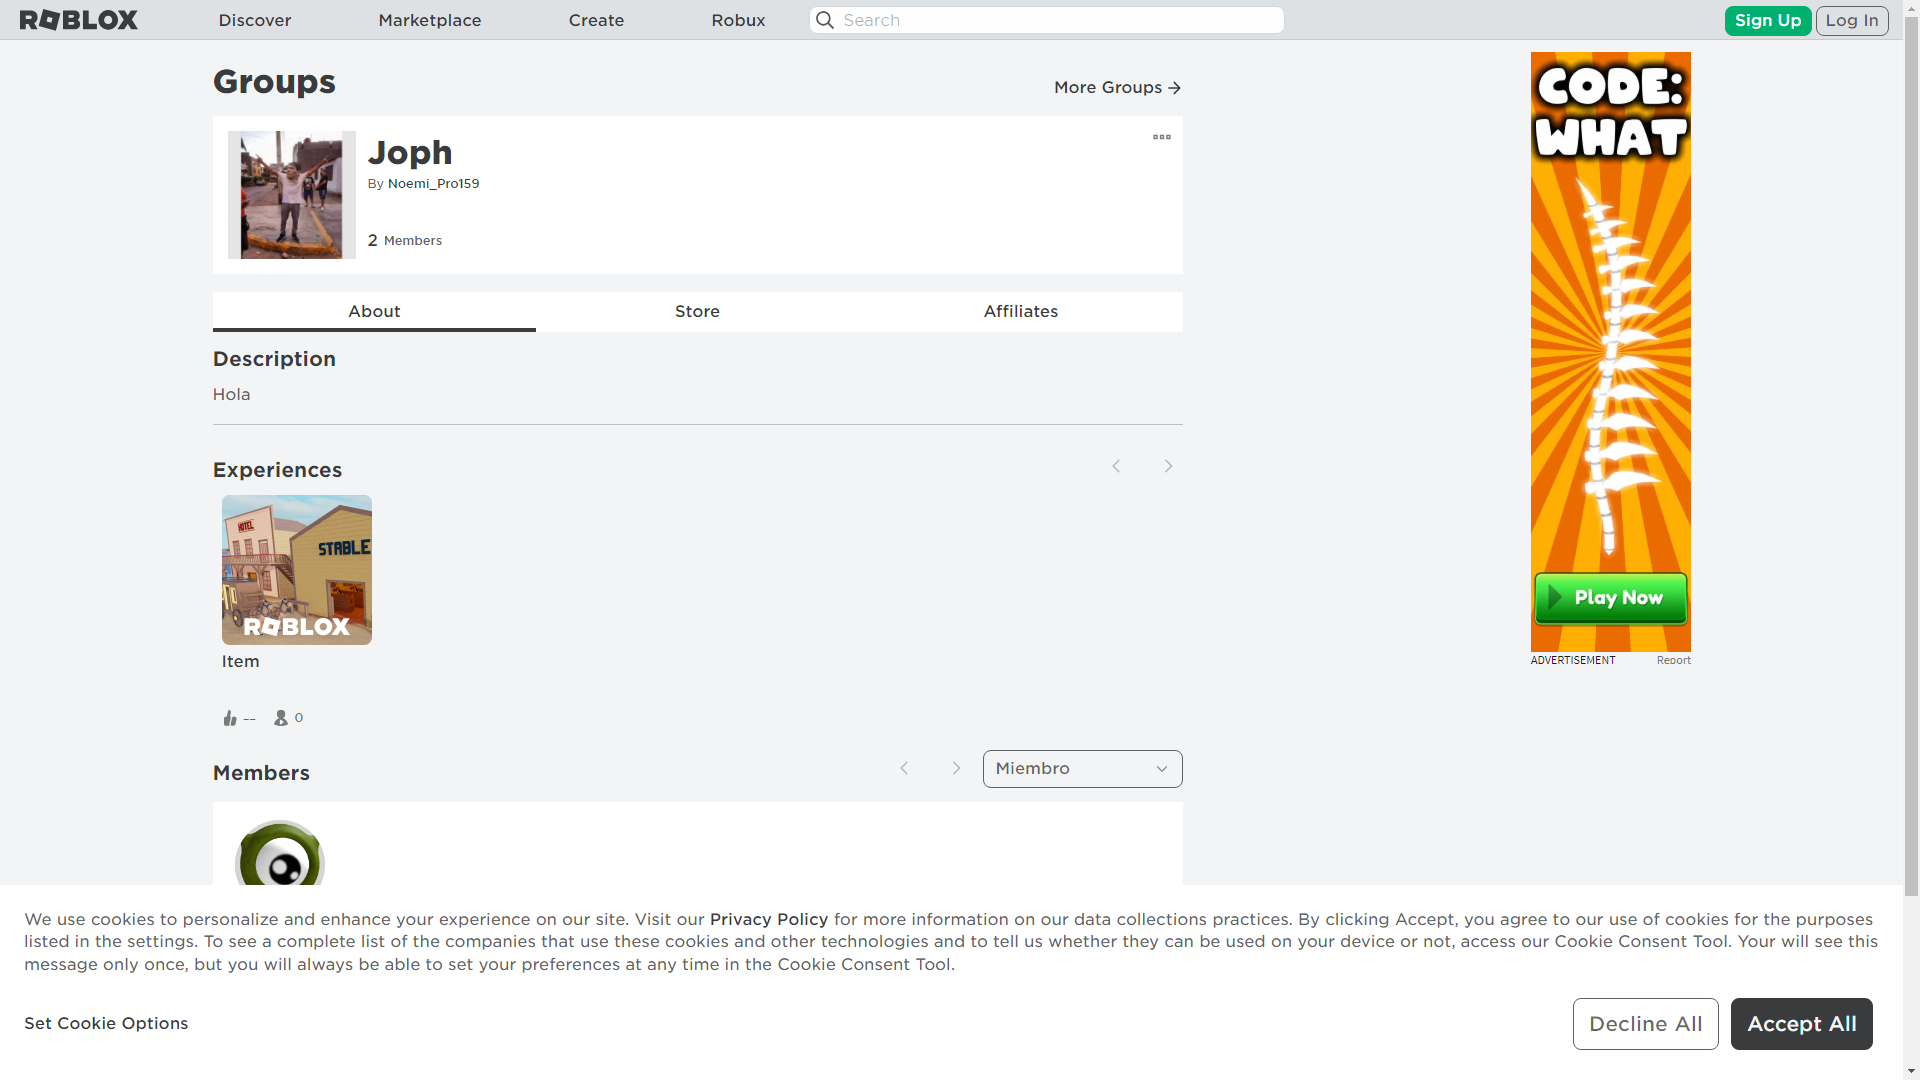 ROBLOX
Discover
Marketplace
Create
Robux
Search
Sign Up
Log In
Groups
More Groups
Joph
By Noemi_Pro159
2 Members
About
Store
Affiliates
Description
Hola
Experiences
HOTEL
STABLE
ROBLOX
Item
--
0
Members
Miembro
CODE:
WHAT
Play Now
ADVERTISEMENT
Report
We use cookies to personalize and enhance your experience on our site. Visit our Privacy Policy for more information on our data collections practices. By clicking Accept, you agree to our use of cookies for the purposes
listed in the settings. To see a complete list of the companies that use these cookies and other technologies and to tell us whether they can be used on your device or not, access our Cookie Consent Tool. Your will see this
message only once, but you will always be able to set your preferences at any time in the Cookie Consent Tool.
Set Cookie Options
Decline All
Accept All